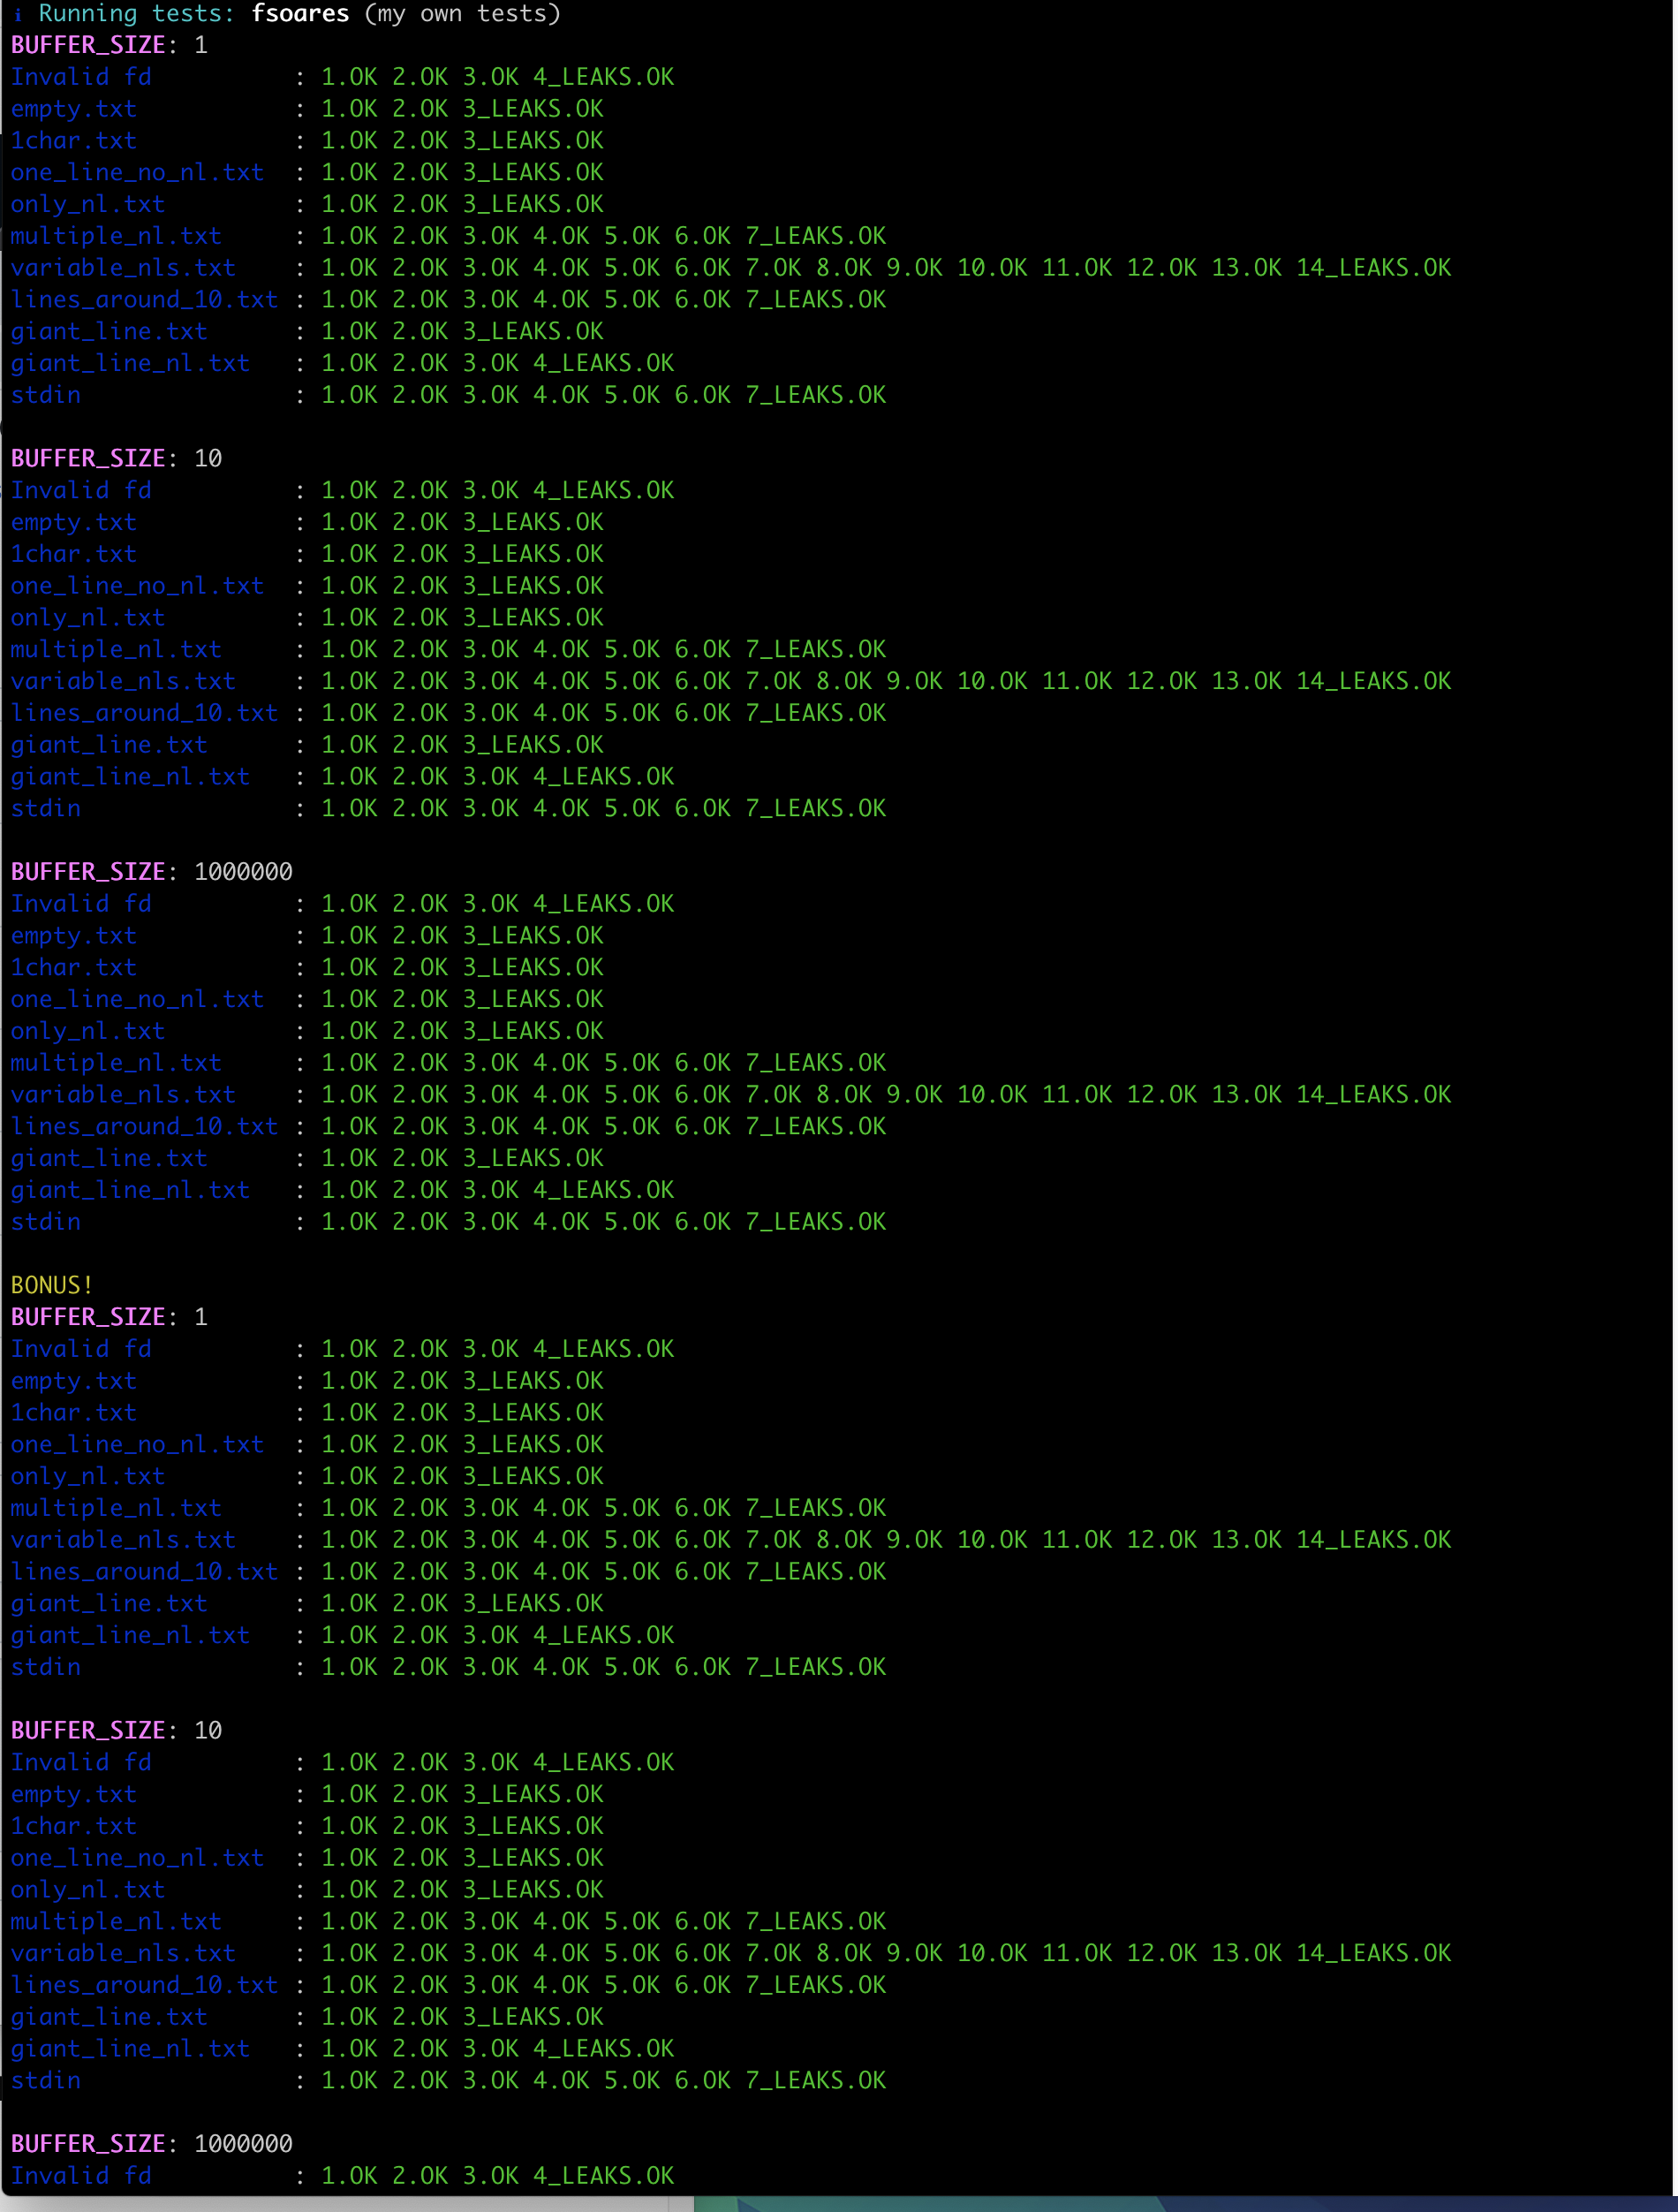 i Running tests: fsoares (my own tests)
BUFFER_SIZE: 1
Invalid fd : 1.OK 2.OK 3.OK 4_LEAKS.OK
empty.txt : 1.OK 2.OK 3_LEAKS.OK
1char.txt : 1.OK 2.OK 3_LEAKS.OK
one_line_no_nl.txt : 1.OK 2.OK 3_LEAKS.OK
only_nl.txt : 1.OK 2.OK 3_LEAKS.OK
multiple_nl.txt : 1.OK 2.OK 3.OK 4.OK 5.OK 6.OK 7_LEAKS.OK
variable_nls.txt : 1.OK 2.OK 3.OK 4.OK 5.OK 6.OK 7.OK 8.OK 9.OK 10.OK 11.OK 12.OK 13.OK 14_LEAKS.OK
lines_around_10.txt : 1.OK 2.OK 3.OK 4.OK 5.OK 6.OK 7_LEAKS.OK
giant_line.txt : 1.OK 2.OK 3_LEAKS.OK
giant_line_nl.txt : 1.OK 2.OK 3.OK 4_LEAKS.OK
stdin : 1.OK 2.OK 3.OK 4.OK 5.OK 6.OK 7_LEAKS.OK
BUFFER_SIZE: 10
Invalid fd : 1.OK 2.OK 3.OK 4_LEAKS.OK
empty.txt : 1.OK 2.OK 3_LEAKS.OK
1char.txt : 1.OK 2.OK 3_LEAKS.OK
one_line_no_nl.txt : 1.OK 2.OK 3_LEAKS.OK
only_nl.txt : 1.OK 2.OK 3_LEAKS.OK
multiple_nl.txt : 1.OK 2.OK 3.OK 4.OK 5.OK 6.OK 7_LEAKS.OK
variable_nls.txt : 1.OK 2.OK 3.OK 4.OK 5.OK 6.OK 7.OK 8.OK 9.OK 10.OK 11.OK 12.OK 13.OK 14_LEAKS.OK
lines_around_10.txt : 1.OK 2.OK 3.OK 4.OK 5.OK 6.OK 7_LEAKS.OK
giant_line.txt : 1.OK 2.OK 3_LEAKS.OK
giant_line_nl.txt : 1.OK 2.OK 3.OK 4_LEAKS.OK
stdin : 1.OK 2.OK 3.OK 4.OK 5.OK 6.OK 7_LEAKS.OK
BUFFER_SIZE: 1000000
Invalid fd : 1.OK 2.OK 3.OK 4_LEAKS.OK
empty.txt : 1.OK 2.OK 3_LEAKS.OK
1char.txt : 1.OK 2.OK 3_LEAKS.OK
one_line_no_nl.txt : 1.OK 2.OK 3_LEAKS.OK
only_nl.txt : 1.OK 2.OK 3_LEAKS.OK
multiple_nl.txt : 1.OK 2.OK 3.OK 4.OK 5.OK 6.OK 7_LEAKS.OK
variable_nls.txt : 1.OK 2.OK 3.OK 4.OK 5.OK 6.OK 7.OK 8.OK 9.OK 10.OK 11.OK 12.OK 13.OK 14_LEAKS.OK
lines_around_10.txt : 1.OK 2.OK 3.OK 4.OK 5.OK 6.OK 7_LEAKS.OK
giant_line.txt : 1.OK 2.OK 3_LEAKS.OK
giant_line_nl.txt : 1.OK 2.OK 3.OK 4_LEAKS.OK
stdin : 1.OK 2.OK 3.OK 4.OK 5.OK 6.OK 7_LEAKS.OK
BONUS!
BUFFER_SIZE: 1
Invalid fd : 1.OK 2.OK 3.OK 4_LEAKS.OK
empty.txt : 1.OK 2.OK 3_LEAKS.OK
1char.txt : 1.OK 2.OK 3_LEAKS.OK
one_line_no_nl.txt : 1.OK 2.OK 3_LEAKS.OK
only_nl.txt : 1.OK 2.OK 3_LEAKS.OK
multiple_nl.txt : 1.OK 2.OK 3.OK 4.OK 5.OK 6.OK 7_LEAKS.OK
variable_nls.txt : 1.OK 2.OK 3.OK 4.OK 5.OK 6.OK 7.OK 8.OK 9.OK 10.OK 11.OK 12.OK 13.OK 14_LEAKS.OK
lines_around_10.txt : 1.OK 2.OK 3.OK 4.OK 5.OK 6.OK 7_LEAKS.OK
giant_line.txt : 1.OK 2.OK 3_LEAKS.OK
giant_line_nl.txt : 1.OK 2.OK 3.OK 4_LEAKS.OK
stdin : 1.OK 2.OK 3.OK 4.OK 5.OK 6.OK 7_LEAKS.OK
BUFFER_SIZE: 10
Invalid fd : 1.OK 2.OK 3.OK 4_LEAKS.OK
empty.txt : 1.OK 2.OK 3_LEAKS.OK
1char.txt : 1.OK 2.OK 3_LEAKS.OK
one_line_no_nl.txt : 1.OK 2.OK 3_LEAKS.OK
only_nl.txt : 1.OK 2.OK 3_LEAKS.OK
multiple_nl.txt : 1.OK 2.OK 3.OK 4.OK 5.OK 6.OK 7_LEAKS.OK
variable_nls.txt : 1.OK 2.OK 3.OK 4.OK 5.OK 6.OK 7.OK 8.OK 9.OK 10.OK 11.OK 12.OK 13.OK 14_LEAKS.OK
lines_around_10.txt : 1.OK 2.OK 3.OK 4.OK 5.OK 6.OK 7_LEAKS.OK
giant_line.txt : 1.OK 2.OK 3_LEAKS.OK
giant_line_nl.txt : 1.OK 2.OK 3.OK 4_LEAKS.OK
stdin : 1.OK 2.OK 3.OK 4.OK 5.OK 6.OK 7_LEAKS.OK
BUFFER_SIZE: 1000000
Invalid fd : 1.OK 2.OK 3.OK 4_LEAKS.OK